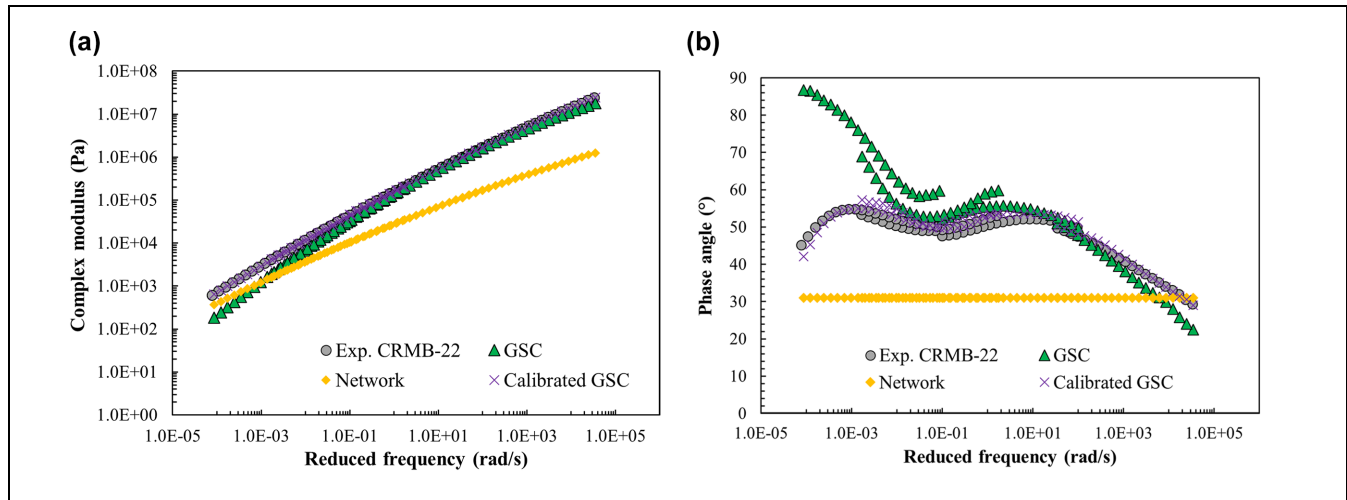 (a)
1.0E+08
1.0E+07
1.0E+06
1.0E+05
1.0E+04
1.0E+03
1.0E+02
1.0E+01
1.0E+00
Complex modulus (Pa)
Exp. CRMB-22 GSC
Network Calibrated GSC
1.0E-05 1.0E-03 1.0E-01 1.0E+01 1.0E+03 1.0E+05
Reduced frequency (rad/s)
(b)
90
80
70
60
50
40
30
20
10
0
Phase angle (°)
Exp. CRMB-22 GSC
Network Calibrated GSC
1.0E-05 1.0E-03 1.0E-01 1.0E+01 1.0E+03 1.0E+05
Reduced frequency (rad/s)